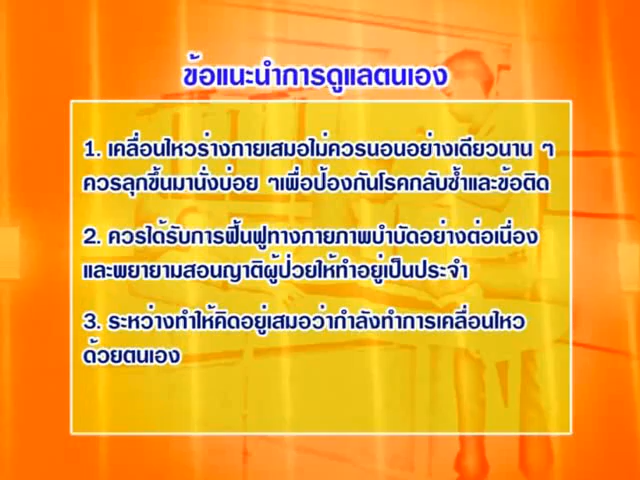 ข้อแนะนำการดูแลตนเอง
1. เคลื่อนไหวร่างกายเสมอไม่ควรนอนอย่างเดียวนาน ๆ
ควรลุกขึ้นมานั่งบ่อย ๆเพื่อป้องกันโรคกลับซ้ำและข้อติด
2. ควรได้รับการฟื้นฟูทางกายภาพบำบัดอย่างต่อเนื่อง
และพยายามสอนญาติผู้ป่วยให้ทำอยู่เป็นประจำ
3. ระหว่างทำให้คิดอยู่เสมอว่ากำลังทำการเคลื่อนไหว
ด้วยตนเอง